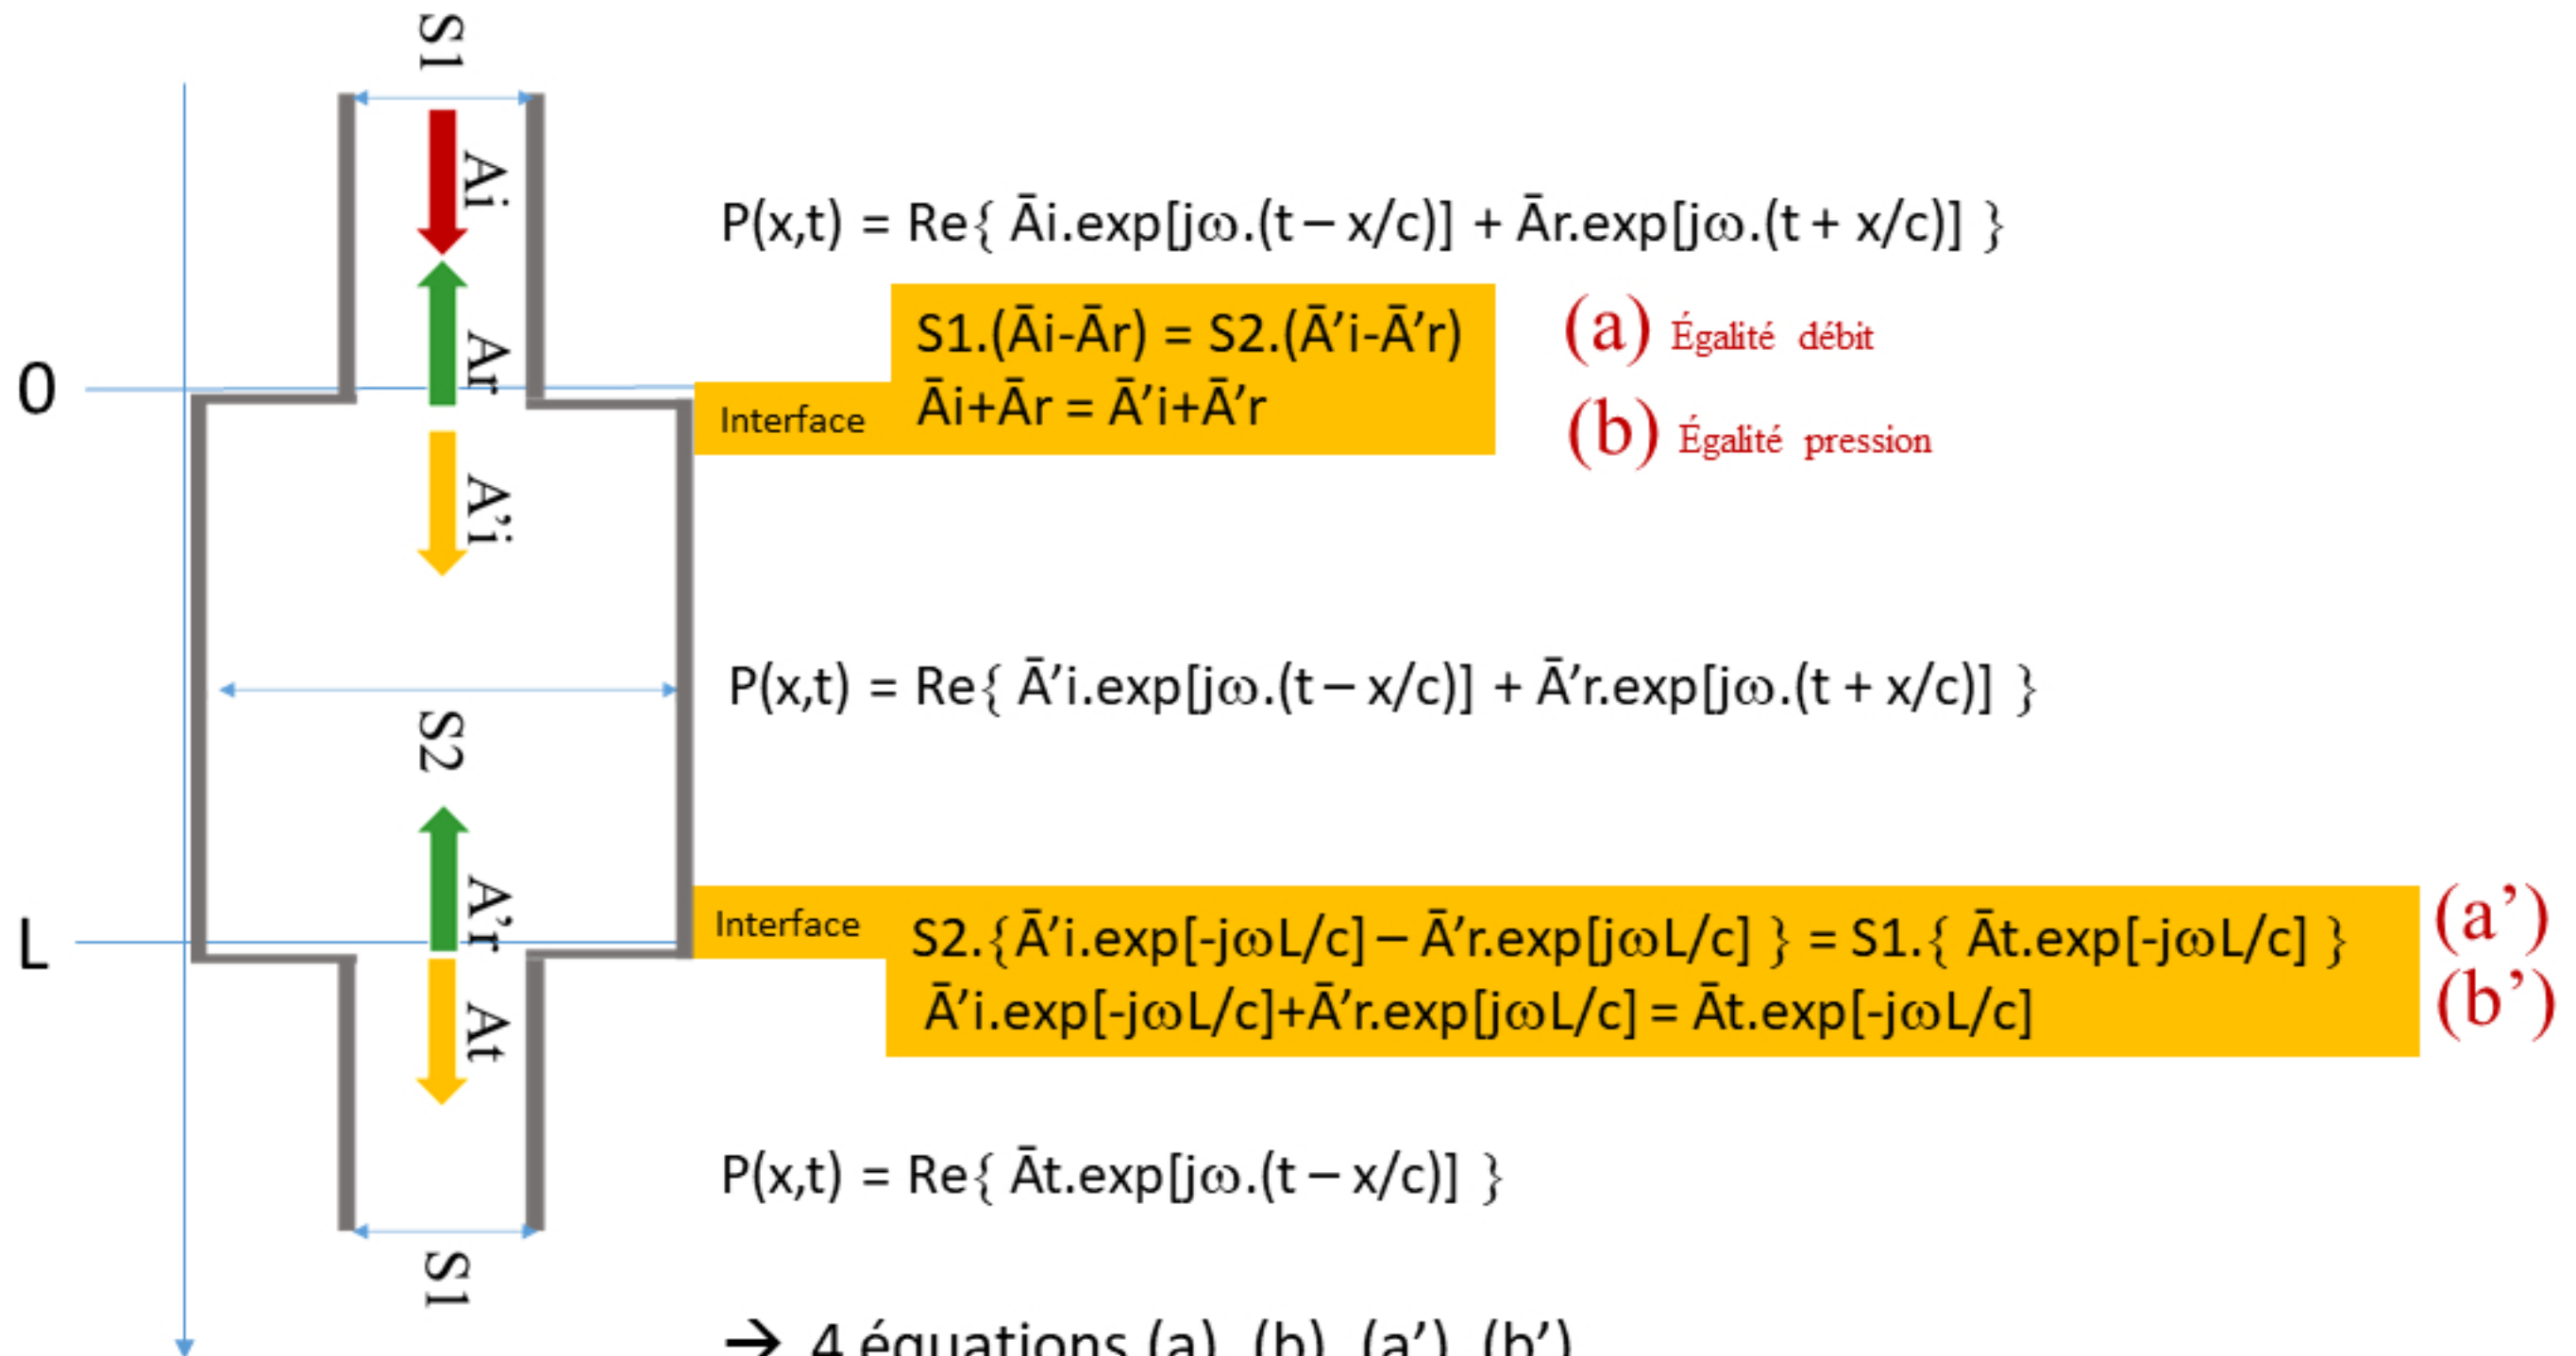 S1
Ai
P(x,t) = Re{ Āi.exp[jω.(t – x/c)] + Ār.exp[jω.(t + x/c)] }
S1.(Āi-Ār) = S2.(Ā’i-Ā’r)
(a) Égalité débit
Ar
0
Interface
Āi+Ār = Ā’i+Ā’r
(b) Égalité pression
A’i
P(x,t) = Re{ Ā’i.exp[jω.(t – x/c)] + Ā’r.exp[jω.(t + x/c)] }
S2
A’r
L
Interface
S2.{Ā’i.exp[-jωL/c] – Ā’r.exp[jωL/c] } = S1.{ Āt.exp[-jωL/c] }
(a’)
Ā’i.exp[-jωL/c]+Ā’r.exp[jωL/c] = Āt.exp[-jωL/c]
(b’)
At
P(x,t) = Re{ Āt.exp[jω.(t – x/c)] }
S1
→ 4 équations (a) (b) (a’) (b’)